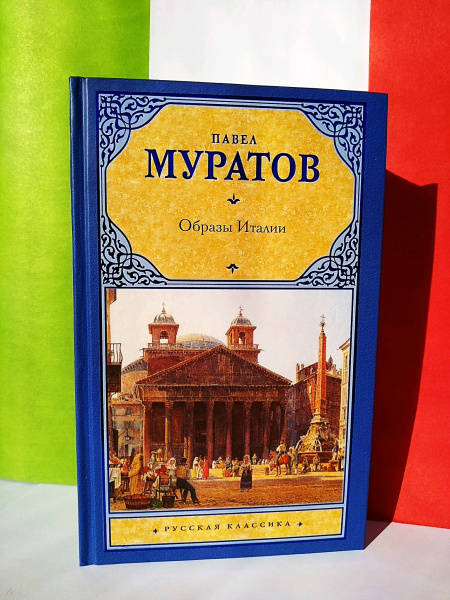 ПАВЕЛ
МУРАТОВ
Образы Италии
РУССКАЯ КЛАССИКА